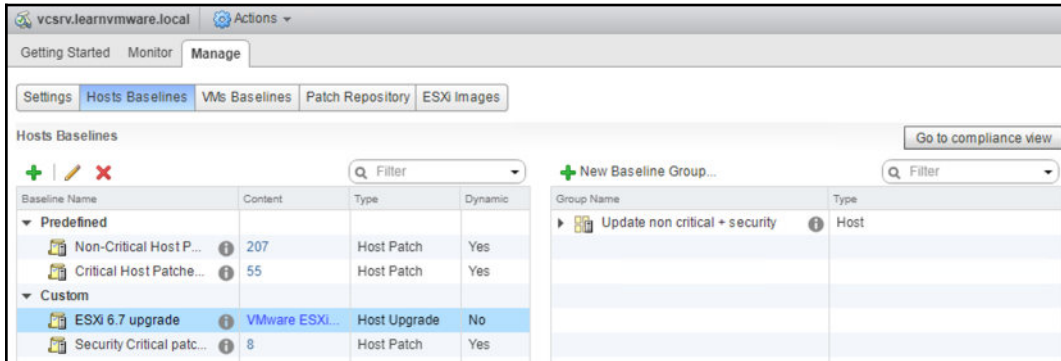 vcsrv.learnvmware.local Actions
Getting Started Monitor Manage
Settings Hosts Baselines VMs Baselines Patch Repository ESXi Images
Hosts Baselines
Go to compliance view
Filter
New Baseline Group...
Filter
Baseline Name Content Type Dynamic
Group Name Type
Predefined
Update non critical + security Host
Non-Critical Host P... 207 Host Patch Yes
Critical Host Patche... 55 Host Patch Yes
Custom
ESXi 6.7 upgrade VMware ESXi... Host Upgrade No
Security Critical patc... 8 Host Patch Yes